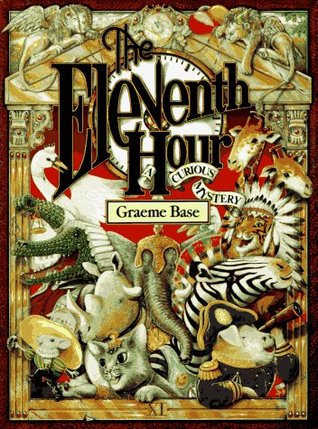 The
Eleventh
Hour
A
CURIOUS
MYSTERY
Graeme Base
XI